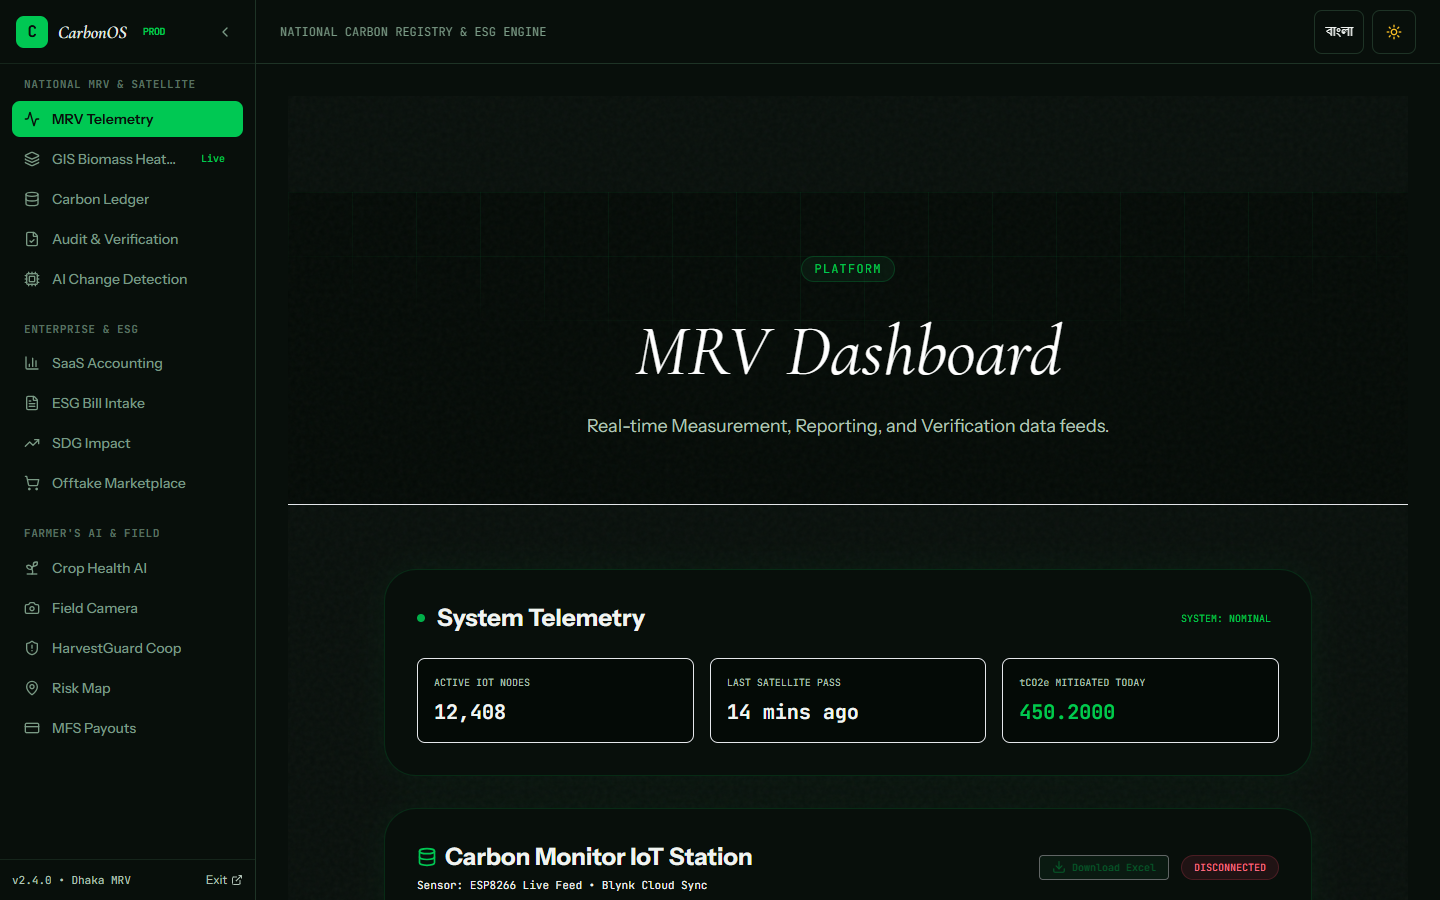 C CarbonOS PROD
NATIONAL CARBON REGISTRY & ESG ENGINE
বাংলা
NATIONAL MRV & SATELLITE
MRV Telemetry
GIS Biomass Heat... Live
Carbon Ledger
Audit & Verification
AI Change Detection
ENTERPRISE & ESG
SaaS Accounting
ESG Bill Intake
SDG Impact
Offtake Marketplace
FARMER'S AI & FIELD
Crop Health AI
Field Camera
HarvestGuard Coop
Risk Map
MFS Payouts
v2.4.0 • Dhaka MRV Exit
PLATFORM
MRV Dashboard
Real-time Measurement, Reporting, and Verification data feeds.
System Telemetry
SYSTEM: NOMINAL
ACTIVE IOT NODES
12,408
LAST SATELLITE PASS
14 mins ago
tCO2e MITIGATED TODAY
450.2000
Carbon Monitor IoT Station
Sensor: ESP8266 Live Feed • Blynk Cloud Sync
Download Excel
DISCONNECTED